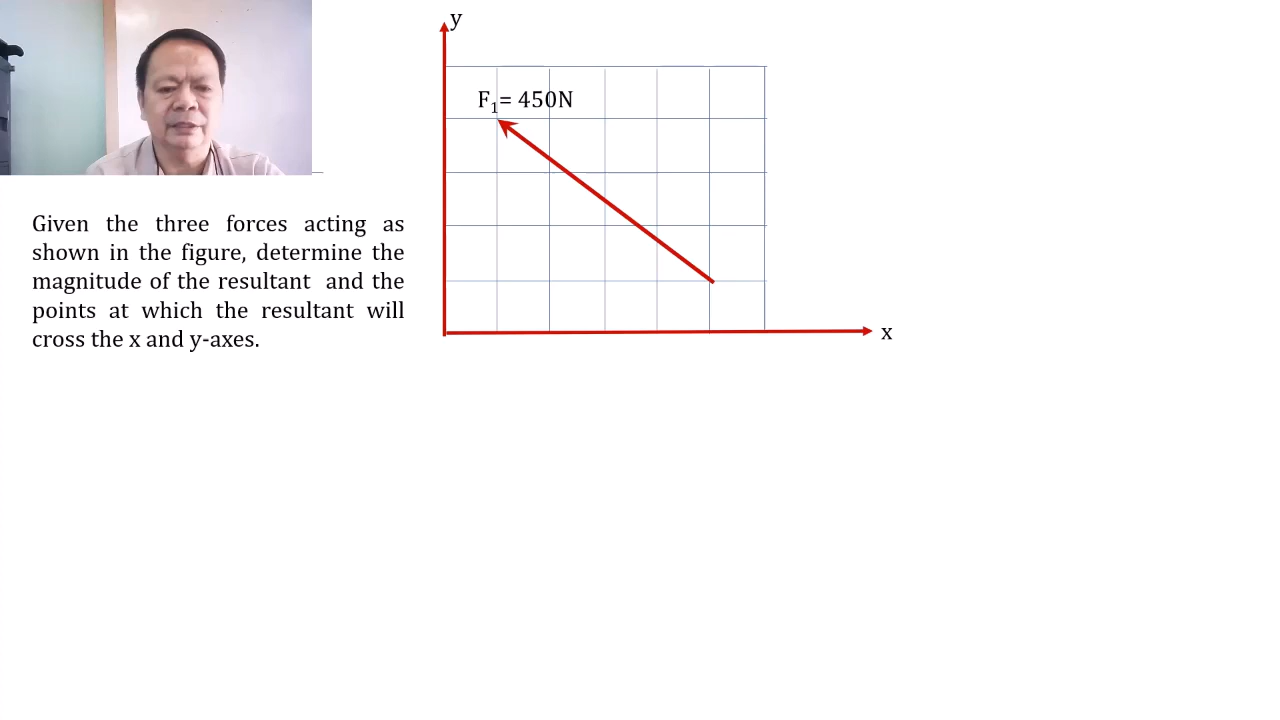 y
F₁= 450N
x
Given the three forces acting as
shown in the figure, determine the
magnitude of the resultant and the
points at which the resultant will
cross the x and y-axes.